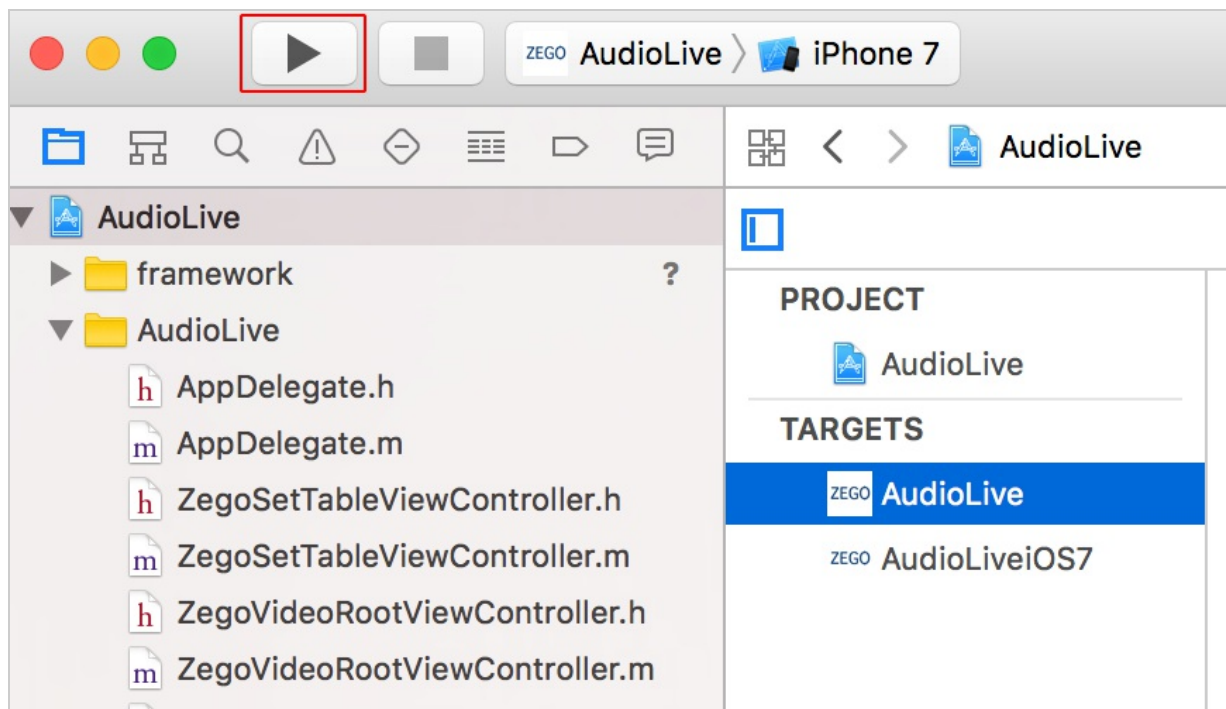 ZEGO AudioLive iPhone 7
AudioLive
AudioLive
framework ?
AudioLive
h AppDelegate.h
m AppDelegate.m
h ZegoSetTableViewController.h
m ZegoSetTableViewController.m
h ZegoVideoRootViewController.h
m ZegoVideoRootViewController.m
PROJECT
AudioLive
TARGETS
ZEGO AudioLive
ZEGO AudioLiveiOS7